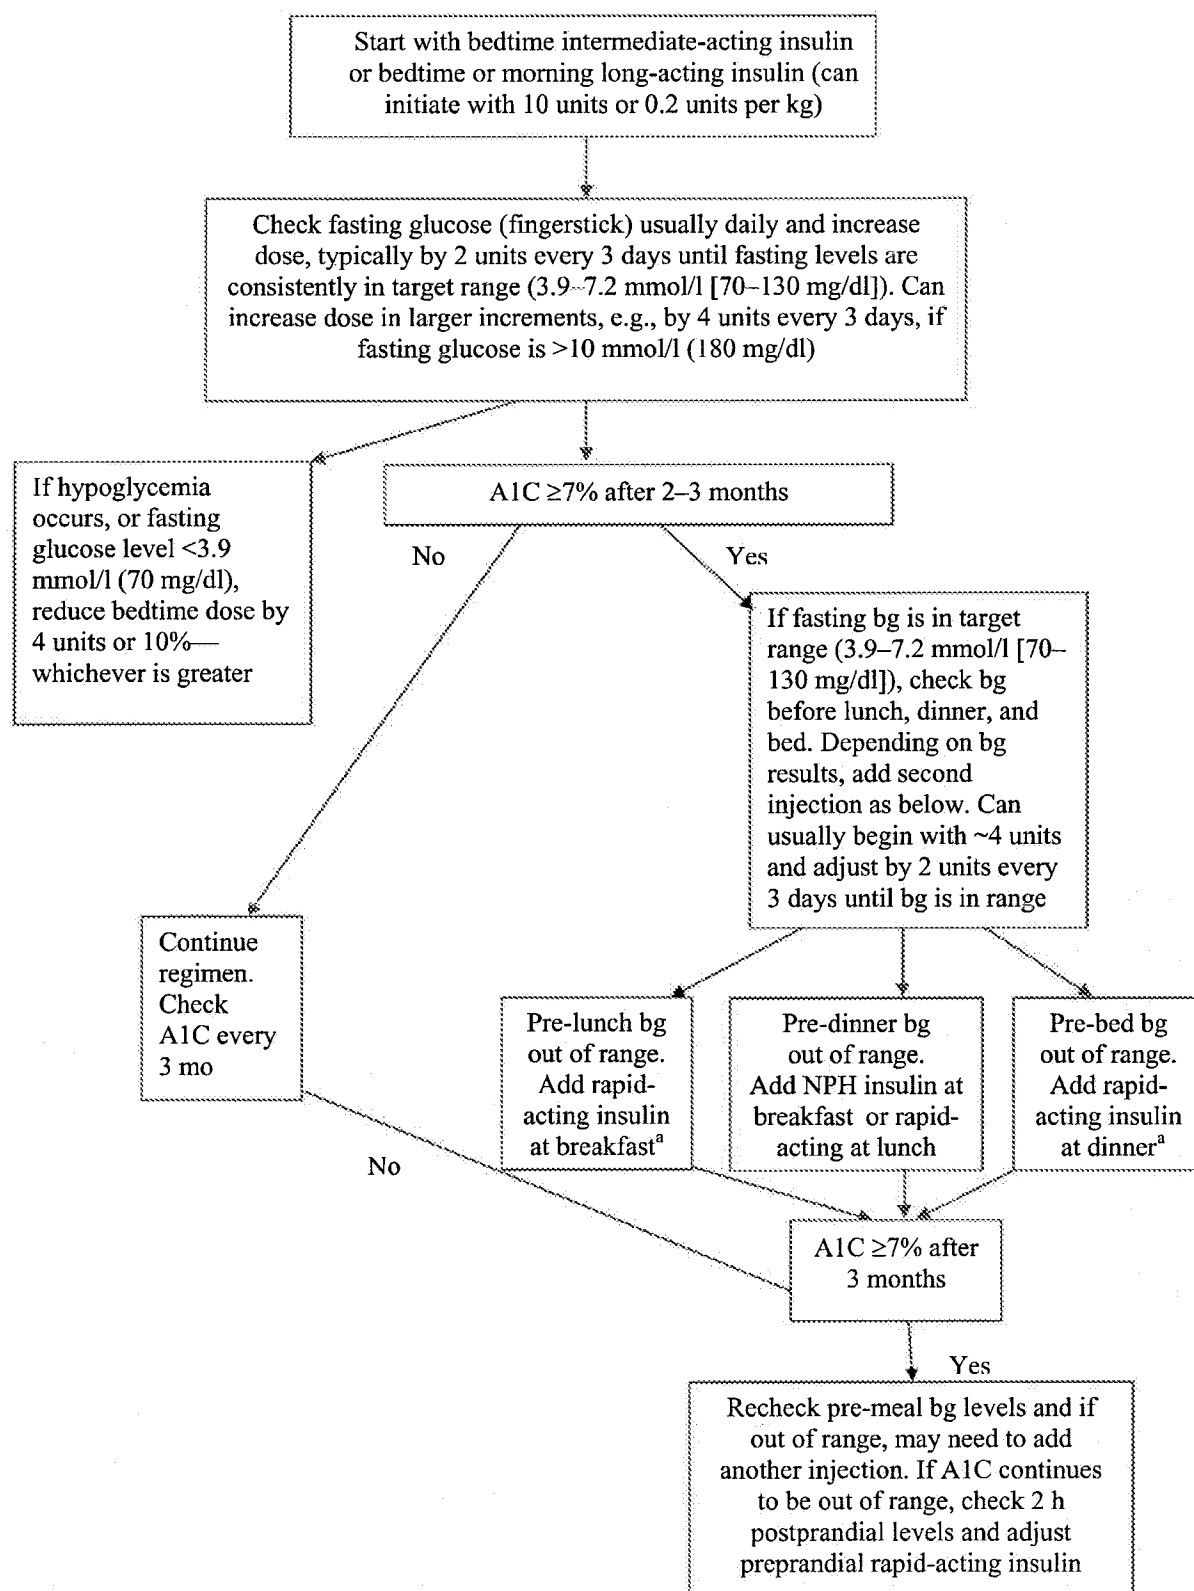 Start with bedtime intermediate-acting insulin
or bedtime or morning long-acting insulin (can
initiate with 10 units or 0.2 units per kg)
Check fasting glucose (fingerstick) usually daily and increase
dose, typically by 2 units every 3 days until fasting levels are
consistently in target range (3.9–7.2 mmol/l [70–130 mg/dl]). Can
increase dose in larger increments, e.g., by 4 units every 3 days, if
fasting glucose is >10 mmol/l (180 mg/dl)
If hypoglycemia
occurs, or fasting
glucose level <3.9
mmol/l (70 mg/dl),
reduce bedtime dose by
4 units or 10%—
whichever is greater
A1C ≥7% after 2–3 months
No
Yes
If fasting bg is in target
range (3.9–7.2 mmol/l [70–
130 mg/dl]), check bg
before lunch, dinner, and
bed. Depending on bg
results, add second
injection as below. Can
usually begin with ~4 units
and adjust by 2 units every
3 days until bg is in range
Continue
regimen.
Check
A1C every
3 mo
Pre-lunch bg
out of range.
Add rapid-
acting insulin
at breakfastᵃ
Pre-dinner bg
out of range.
Add NPH insulin at
breakfast or rapid-
acting at lunch
Pre-bed bg
out of range.
Add rapid-
acting insulin
at dinnerᵃ
No
A1C ≥7% after
3 months
Yes
Recheck pre-meal bg levels and if
out of range, may need to add
another injection. If A1C continues
to be out of range, check 2 h
postprandial levels and adjust
preprandial rapid-acting insulin